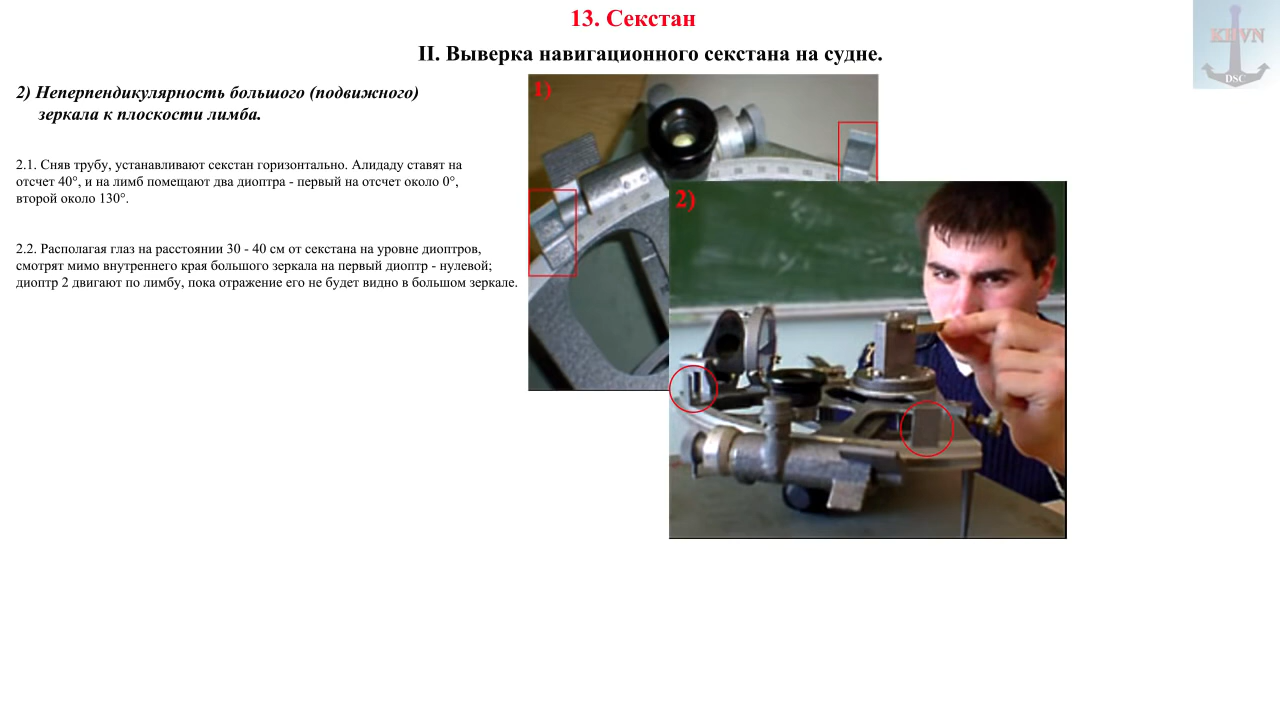 13. Секстан
II. Выверка навигационного секстана на судне.
2) Неперпендикулярность большого (подвижного)
зеркала к плоскости лимба.
2.1. Сняв трубу, устанавливают секстан горизонтально. Алидаду ставят на
отсчет 40°, и на лимб помещают два диоптра - первый на отсчет около 0°,
второй около 130°.
2.2. Располагая глаз на расстоянии 30 - 40 см от секстана на уровне диоптров,
смотрят мимо внутреннего края большого зеркала на первый диоптр - нулевой;
диоптр 2 двигают по лимбу, пока отражение его не будет видно в большом зеркале.
1)
2)
DSC